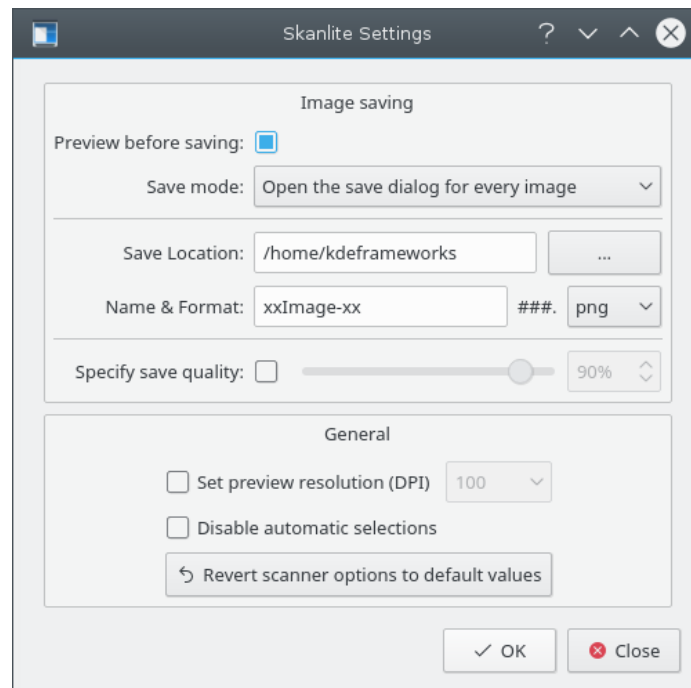 Skanlite Settings
Image saving
Preview before saving:
Save mode: Open the save dialog for every image
Save Location: /home/kdeframeworks ...
Name & Format: xxImage-xx ###. png
Specify save quality: 90%
General
Set preview resolution (DPI) 100
Disable automatic selections
Revert scanner options to default values
OK Close